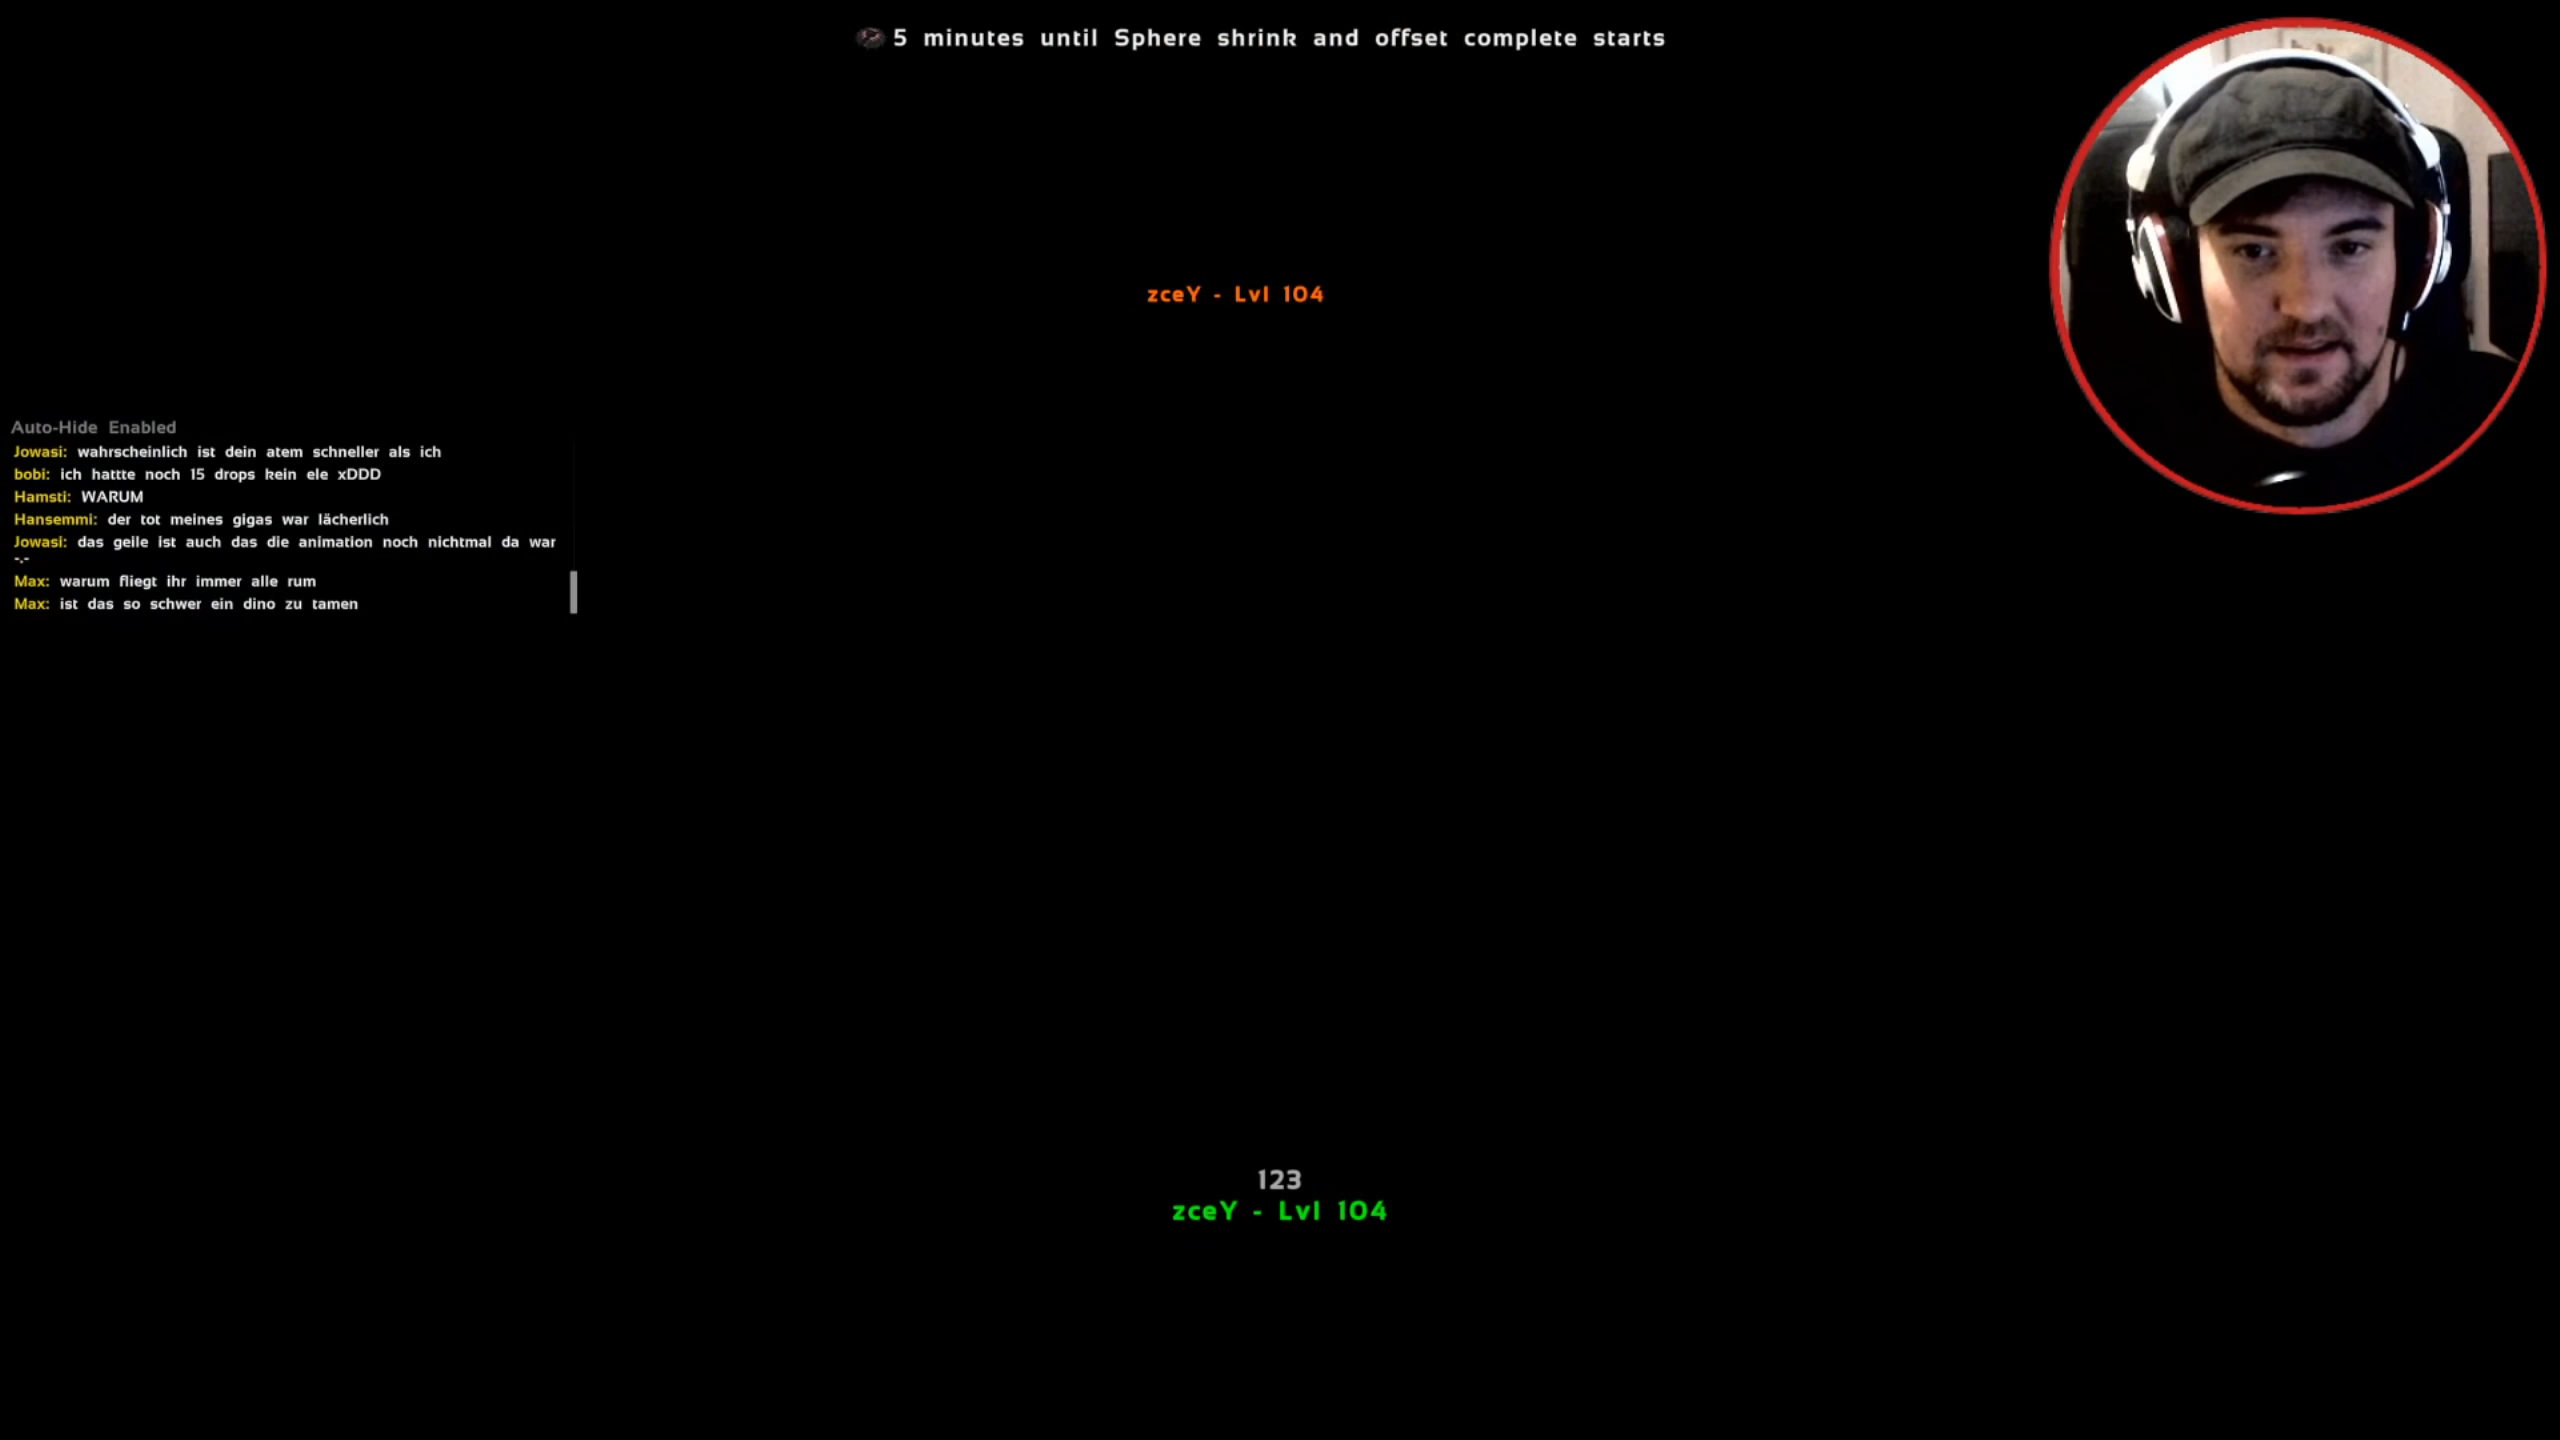 5 minutes until Sphere shrink and offset complete starts
zceY - Lvl 104
Auto-Hide Enabled
Jowasi: wahrscheinlich ist dein atem schneller als ich
bobi: ich hattte noch 15 drops kein ele xDDD
Hamsti: WARUM
Hansemmi: der tot meines gigas war lächerlich
Jowasi: das geile ist auch das die animation noch nichtmal da war
-.-
Max: warum fliegt ihr immer alle rum
Max: ist das so schwer ein dino zu tamen
123
zceY - Lvl 104